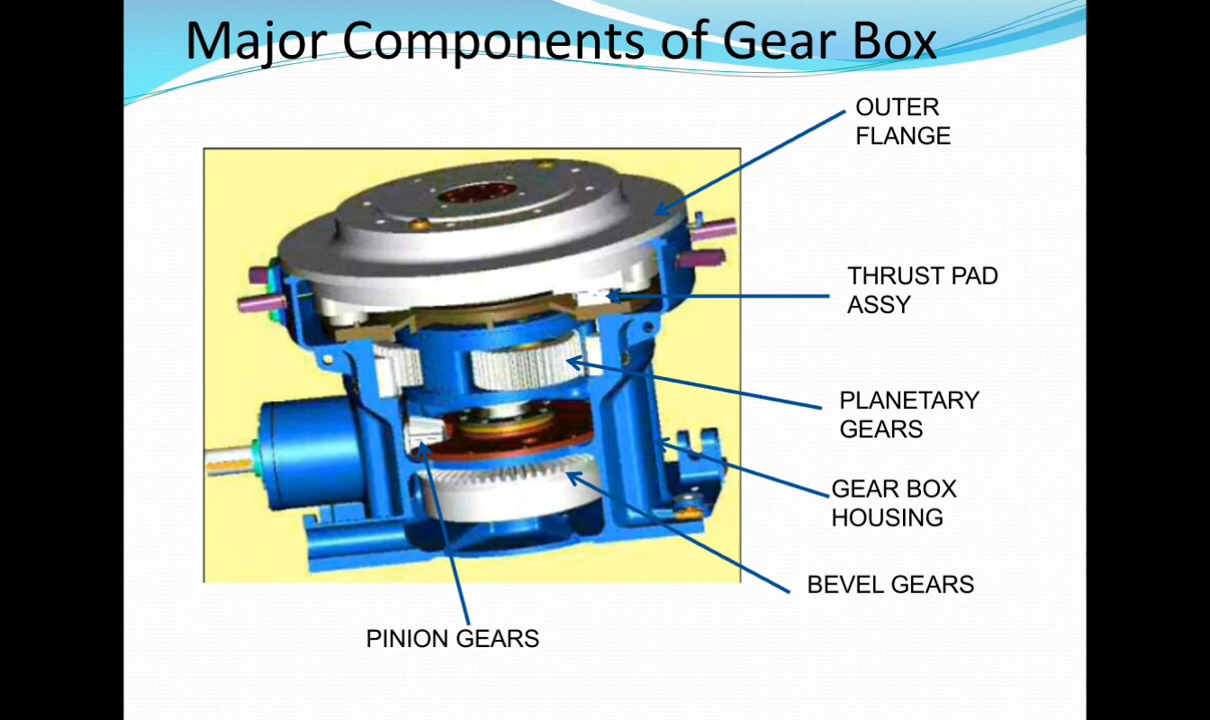 Major Components of Gear Box
OUTER
FLANGE
THRUST PAD
ASSY
PLANETARY
GEARS
GEAR BOX
HOUSING
BEVEL GEARS
PINION GEARS